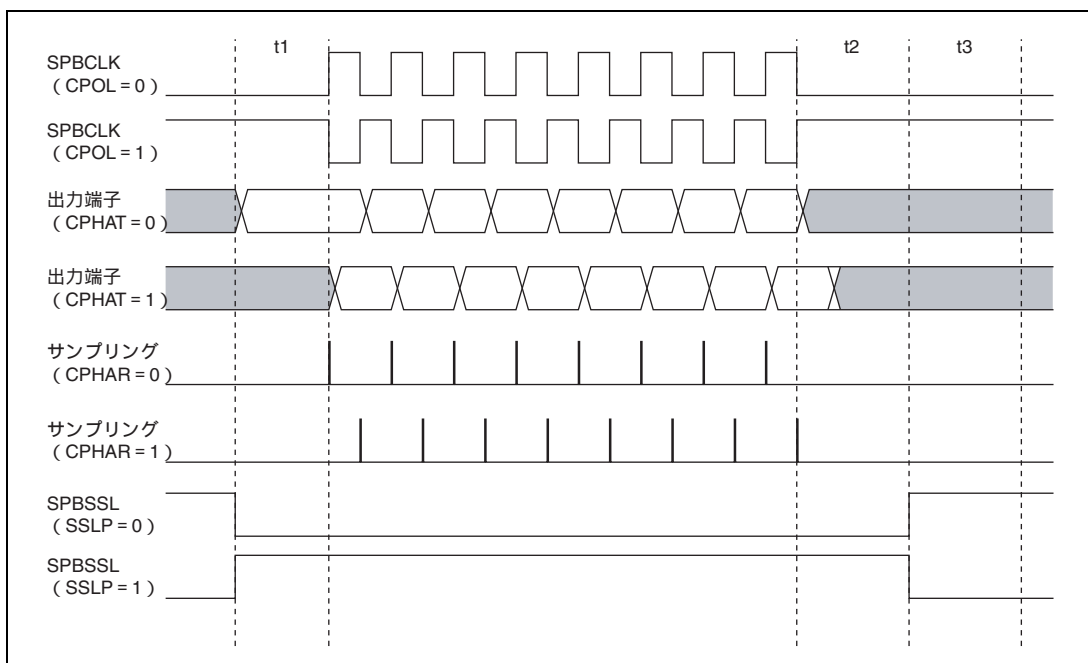 t1
t2
t3
SPBCLK
（CPOL=0）
SPBCLK
（CPOL=1）
出力端子
（CPHAT=0）
出力端子
（CPHAT=1）
サンプリング
（CPHAR=0）
サンプリング
（CPHAR=1）
SPBSSL
（SSLP=0）
SPBSSL
（SSLP=1）